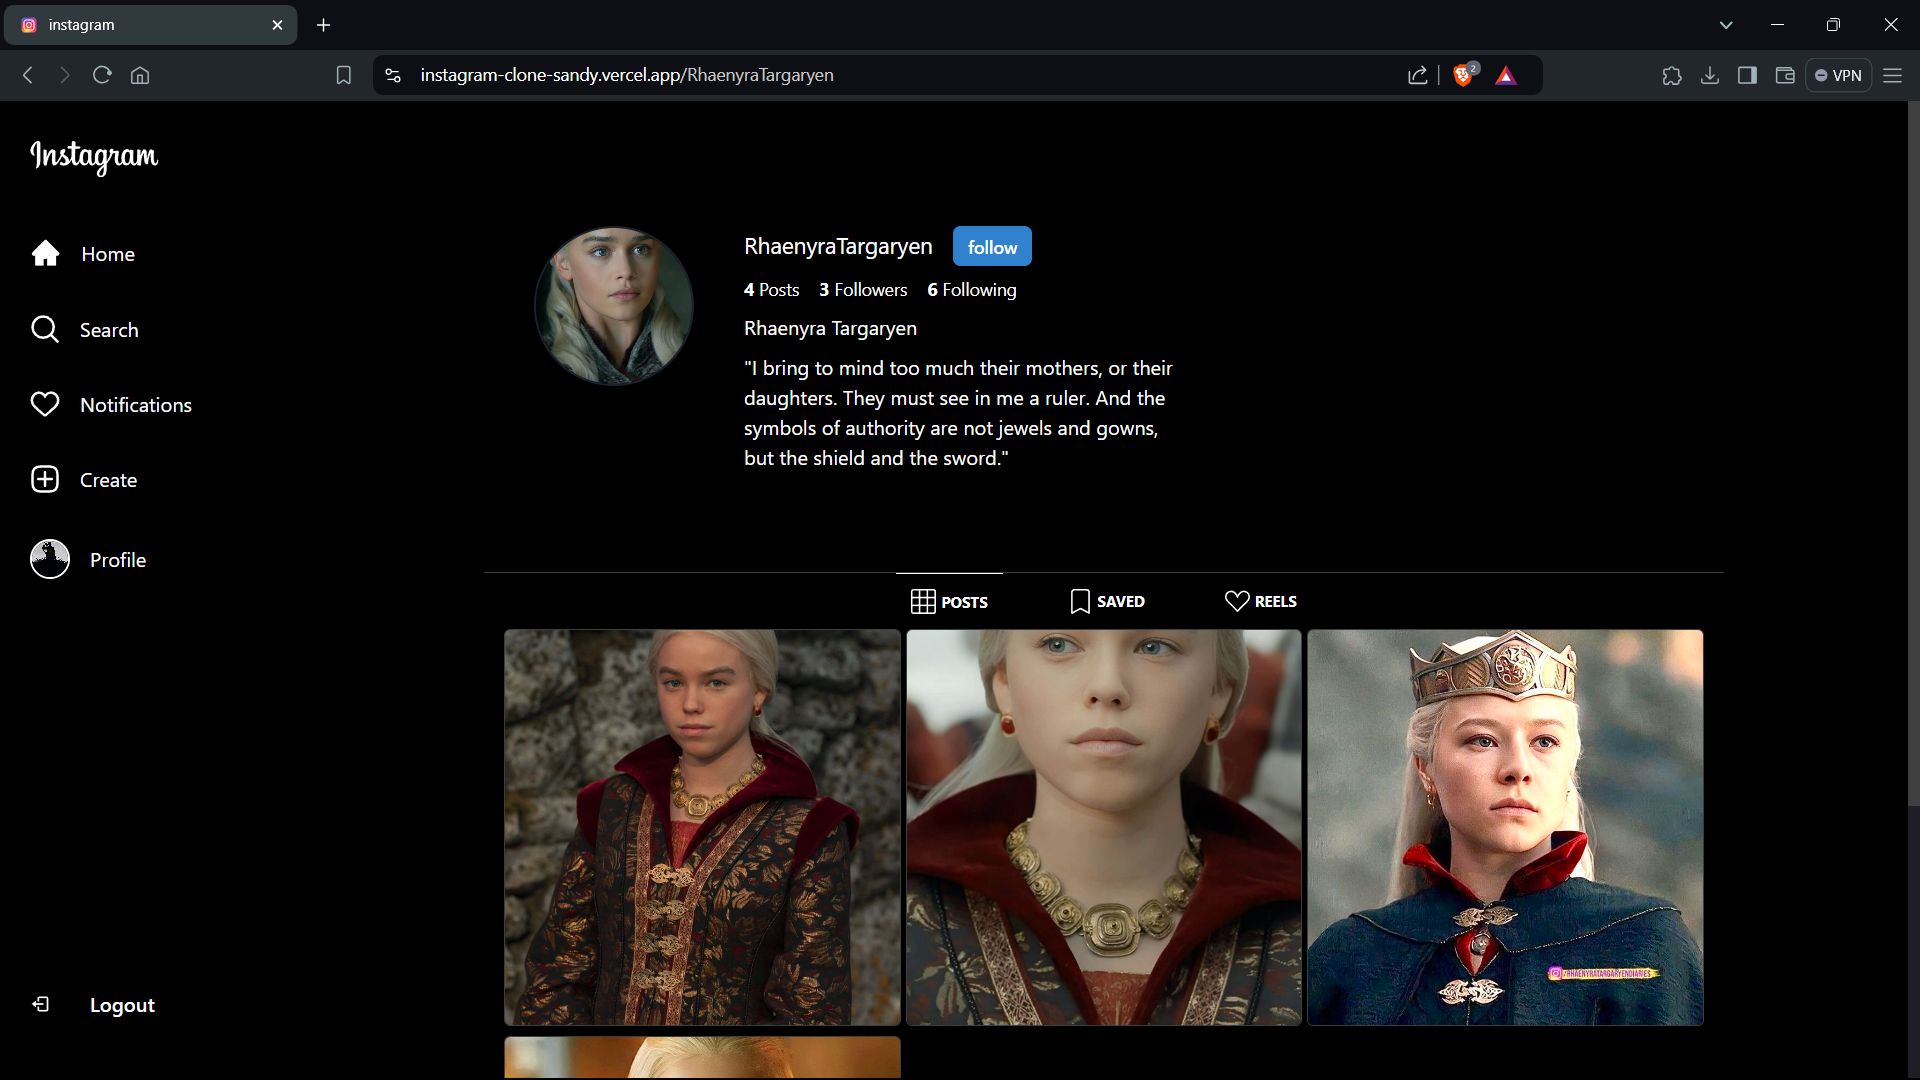 instagram
instagram-clone-sandy.vercel.app/RhaenyraTargaryen
2
VPN
Instagram
Home
Search
Notifications
Create
Profile
Logout
RhaenyraTargaryen follow
4 Posts 3 Followers 6 Following
Rhaenyra Targaryen
"I bring to mind too much their mothers, or their
daughters. They must see in me a ruler. And the
symbols of authority are not jewels and gowns,
but the shield and the sword."
POSTS SAVED REELS
/RHAENYRATARGARYENDIARIES